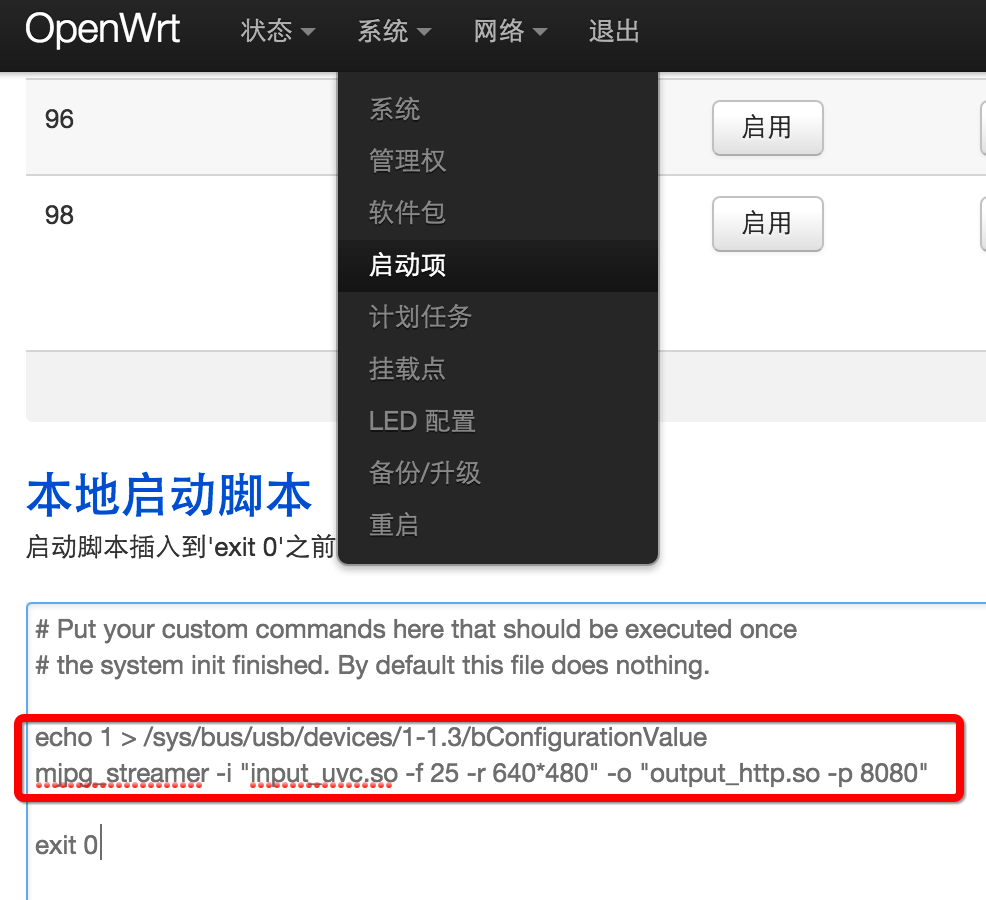 OpenWrt 状态 系统 网络 退出
系统
96 启用
管理权
软件包
98 启用
启动项
计划任务
挂载点
LED 配置
备份/升级
重启
本地启动脚本
启动脚本插入到'exit 0'之前
# Put your custom commands here that should be executed once
# the system init finished. By default this file does nothing.
echo 1 > /sys/bus/usb/devices/1-1.3/bConfigurationValue
mjpg_streamer -i "input_uvc.so -f 25 -r 640*480" -o "output_http.so -p 8080"
exit 0